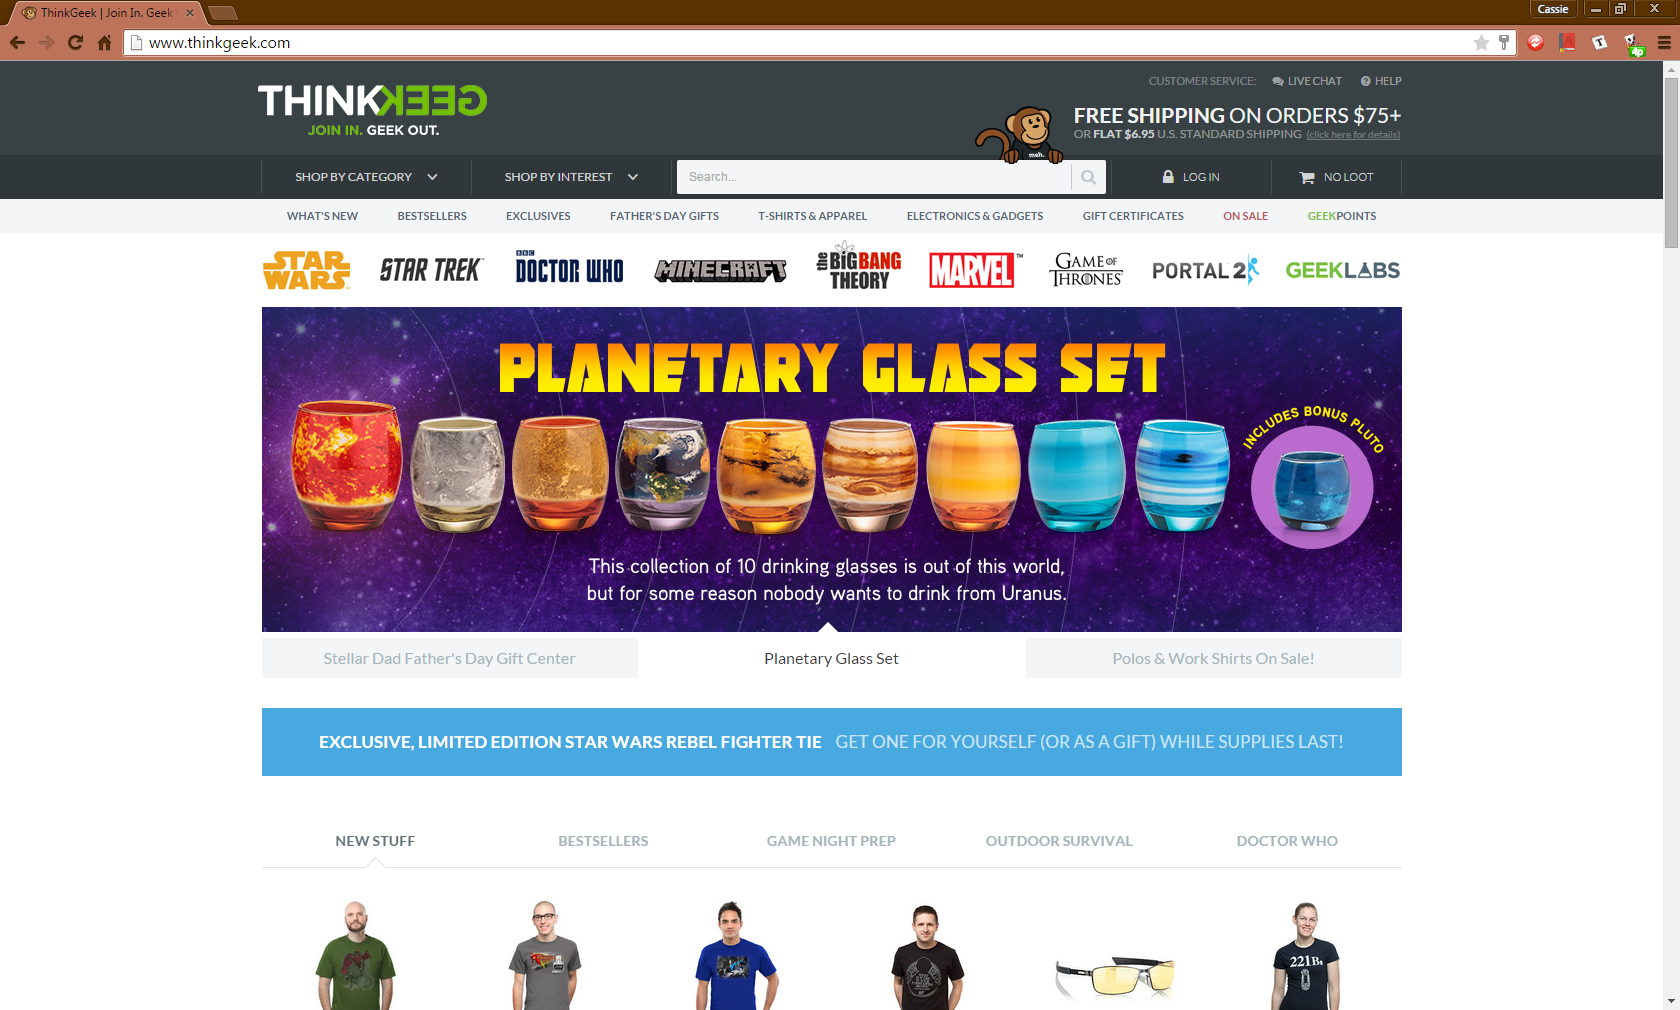 ThinkGeek | Join In. Geek
Cassie
www.thinkgeek.com
4p
THINKGEEK
JOIN IN. GEEK OUT.
CUSTOMER SERVICE: LIVE CHAT HELP
FREE SHIPPING ON ORDERS $75+
OR FLAT $6.95 U.S. STANDARD SHIPPING (click here for details)
meh.
SHOP BY CATEGORY SHOP BY INTEREST Search... LOG IN NO LOOT
WHAT'S NEW BESTSELLERS EXCLUSIVES FATHER'S DAY GIFTS T-SHIRTS & APPAREL ELECTRONICS & GADGETS GIFT CERTIFICATES ON SALE GEEKPOINTS
STAR WARS
STAR TREK
BBC DOCTOR WHO
MINECRAFT
the BIG BANG THEORY
MARVEL
GAME OF THRONES
PORTAL 2
GEEKLABS
PLANETARY GLASS SET
INCLUDES BONUS PLUTO
This collection of 10 drinking glasses is out of this world,
but for some reason nobody wants to drink from Uranus.
Stellar Dad Father's Day Gift Center Planetary Glass Set Polos & Work Shirts On Sale!
EXCLUSIVE, LIMITED EDITION STAR WARS REBEL FIGHTER TIE GET ONE FOR YOURSELF (OR AS A GIFT) WHILE SUPPLIES LAST!
NEW STUFF BESTSELLERS GAME NIGHT PREP OUTDOOR SURVIVAL DOCTOR WHO
221B